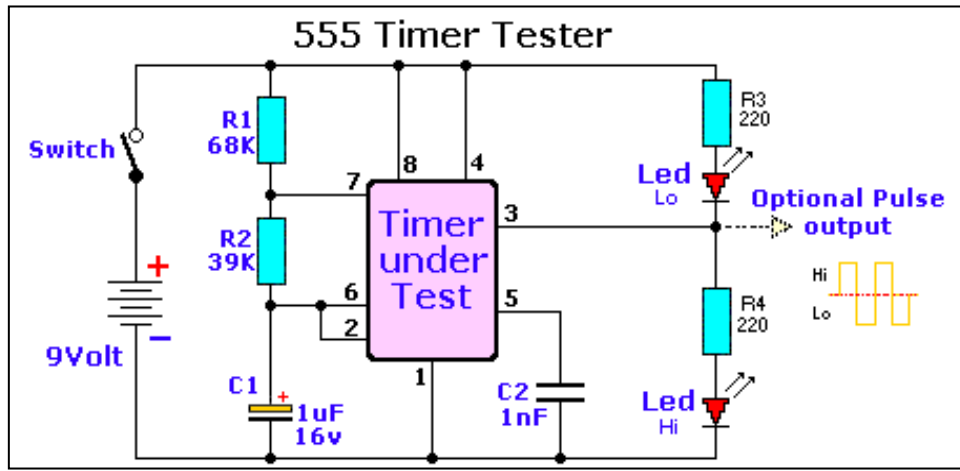 555 Timer Tester
Switch
+
−
9Volt
R1
68K
R2
39K
C1
+
1uF
16v
7
8
4
6
2
3
5
1
Timer
under
Test
C2
1nF
R3
220
Led
Lo
Optional Pulse
output
Hi
Lo
R4
220
Led
Hi